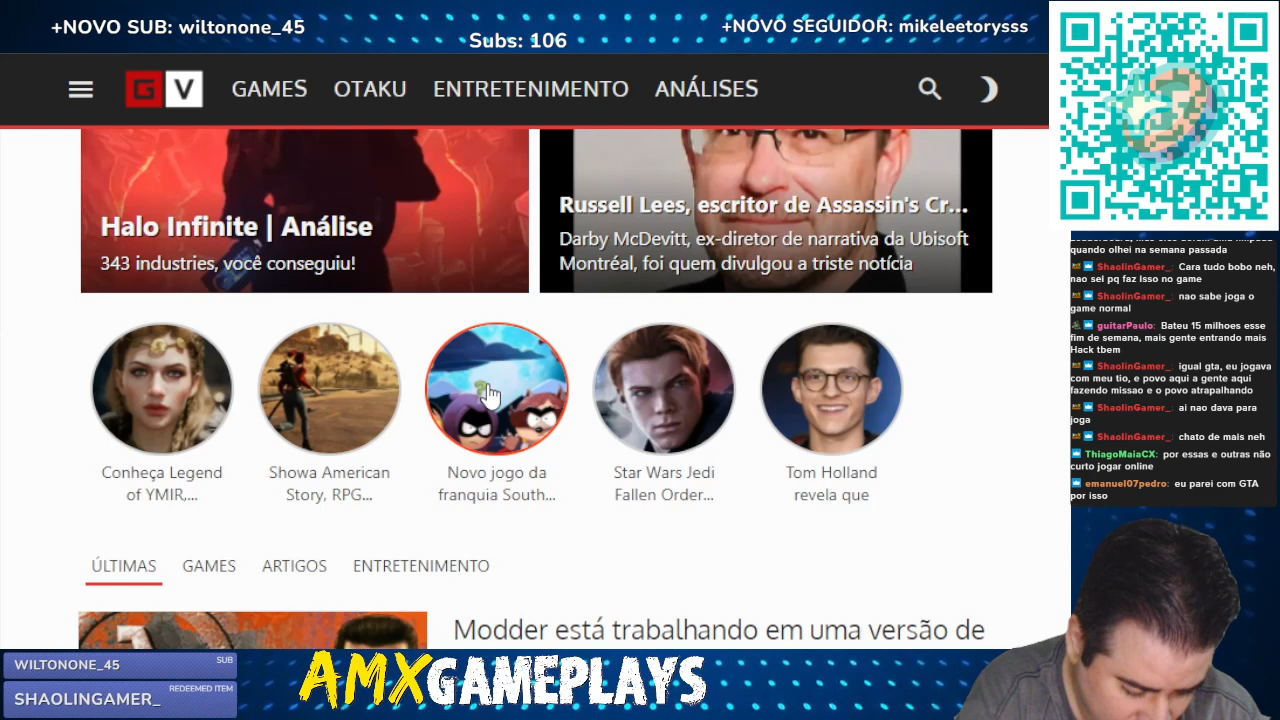 +NOVO SUB: wiltonone_45
Subs: 106
+NOVO SEGUIDOR: mikeleetorysss
G V GAMES OTAKU ENTRETENIMENTO ANÁLISES
Halo Infinite | Análise
343 industries, você conseguiu!
Russell Lees, escritor de Assassin's Cr...
Darby McDevitt, ex-diretor de narrativa da Ubisoft
Montréal, foi quem divulgou a triste notícia
Conheça Legend
of YMIR,...
Showa American
Story, RPG...
Novo jogo da
franquia South...
Star Wars Jedi
Fallen Order...
Tom Holland
revela que
ÚLTIMAS GAMES ARTIGOS ENTRETENIMENTO
Modder está trabalhando em uma versão de
quando olhei na semana passada
ShaolinGamer_: Cara tudo bobo neh,
nao sei pq faz isso no game
ShaolinGamer_: nao sabe joga o
game normal
guitarPaulo: Bateu 15 milhoes esse
fim de semana, mais gente entrando mais
Hack tbem
ShaolinGamer_: igual gta, eu jogava
com meu tio, e povo aqui a gente aqui
fazendo missao e o povo atrapalhando
ShaolinGamer_: ai nao dava para
joga
ShaolinGamer_: chato de mais neh
ThiagoMaiaCX: por essas e outras não
curto jogar online
emanuel07pedro: eu parei com GTA
por isso
WILTONONE_45 SUB
SHAOLINGAMER_ REDEEMED ITEM
AMXGAMEPLAYS